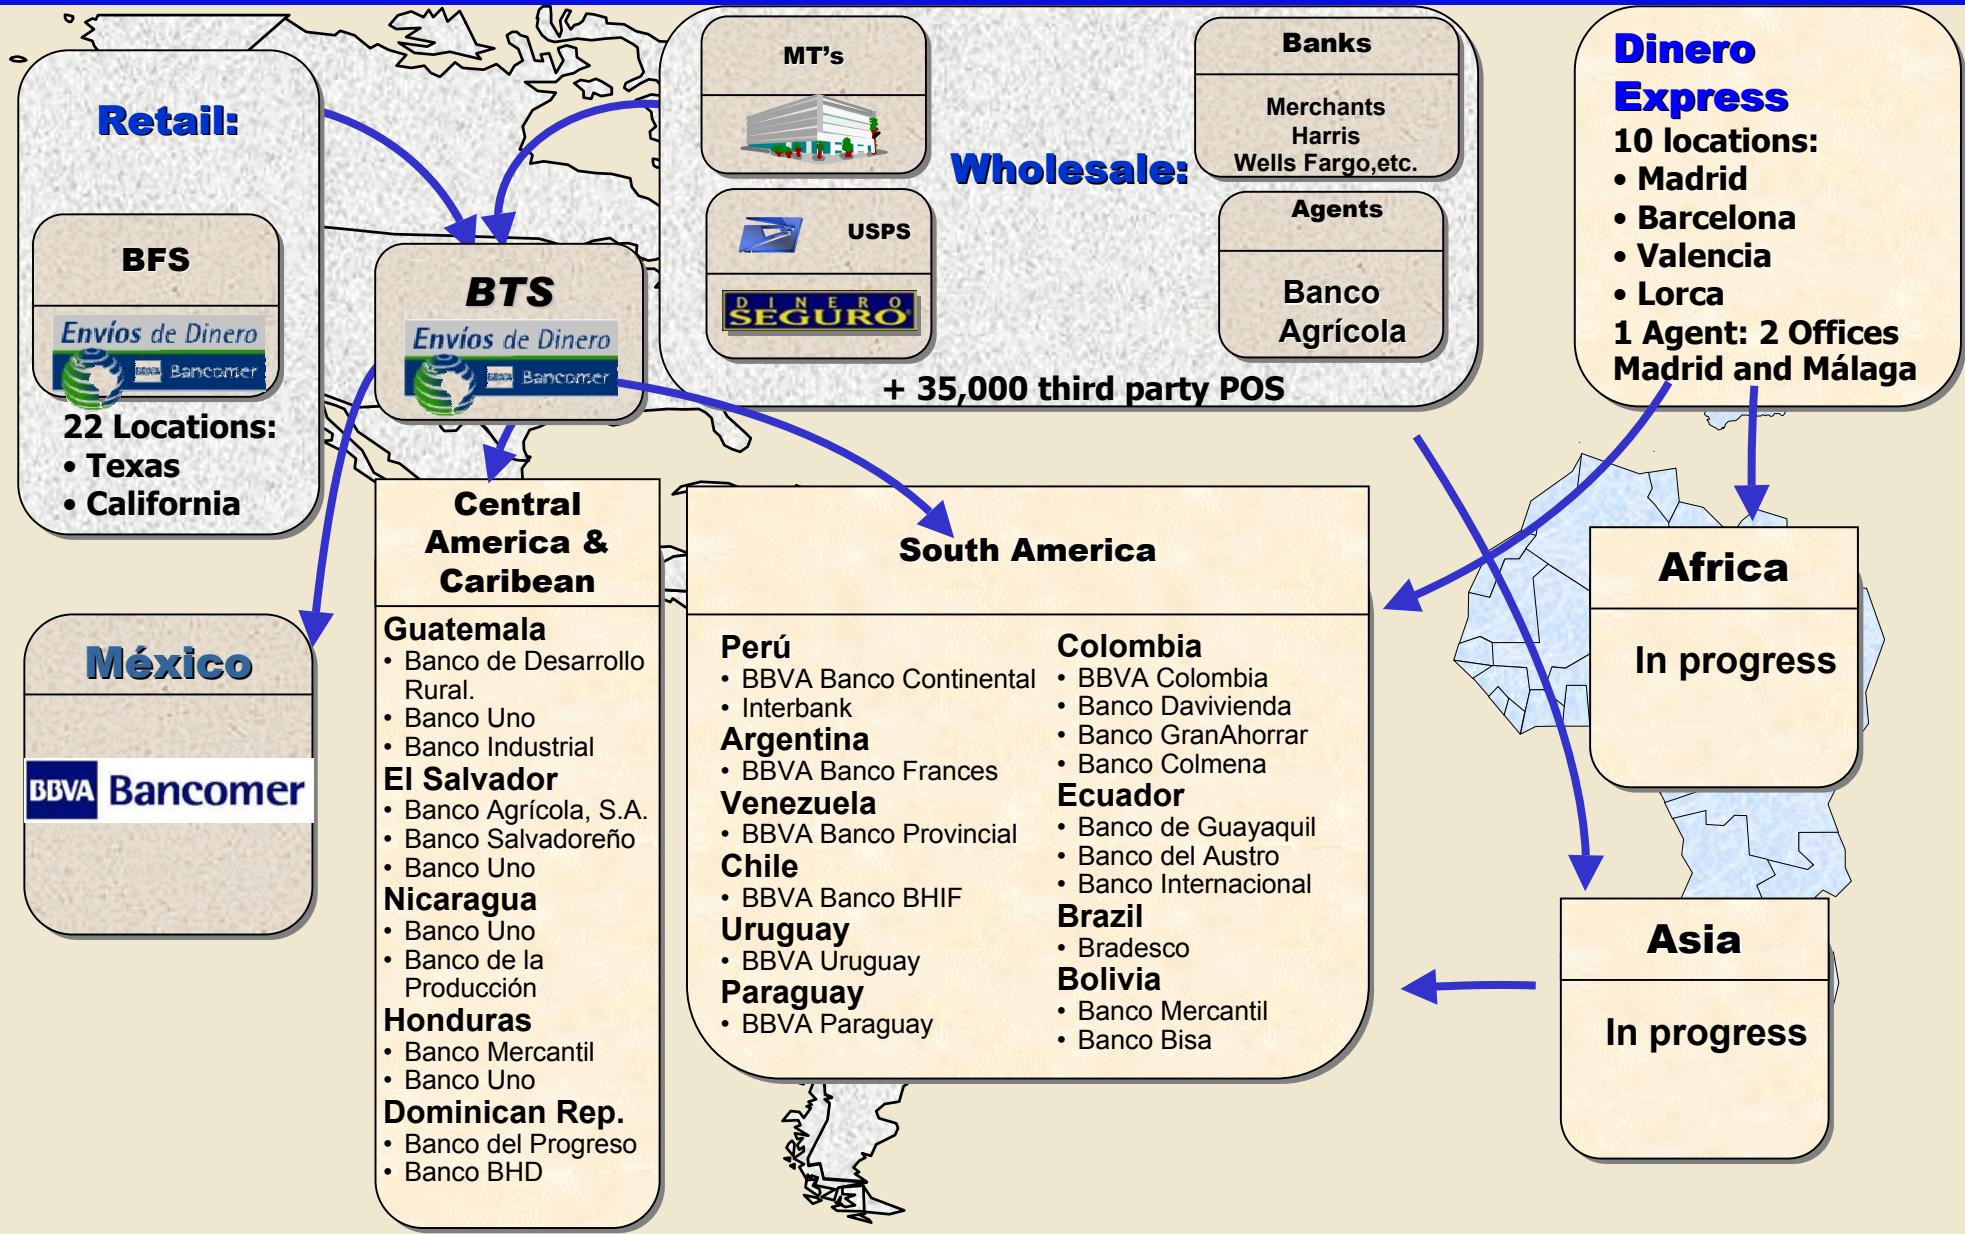 Retail:
BFS
Envíos de Dinero
BBVA Bancomer
22 Locations:
• Texas
• California
BTS
Envíos de Dinero
BBVA Bancomer
MT's
USPS
DINERO
SEGURO
Wholesale:
Banks
Merchants
Harris
Wells Fargo,etc.
Agents
Banco
Agrícola
+ 35,000 third party POS
Dinero
Express
10 locations:
• Madrid
• Barcelona
• Valencia
• Lorca
1 Agent: 2 Offices
Madrid and Málaga
México
BBVA Bancomer
Central
America &
Caribean
Guatemala
• Banco de Desarrollo
Rural.
• Banco Uno
• Banco Industrial
El Salvador
• Banco Agrícola, S.A.
• Banco Salvadoreño
• Banco Uno
Nicaragua
• Banco Uno
• Banco de la
Producción
Honduras
• Banco Mercantil
• Banco Uno
Dominican Rep.
• Banco del Progreso
• Banco BHD
South America
Perú
• BBVA Banco Continental
• Interbank
Argentina
• BBVA Banco Frances
Venezuela
• BBVA Banco Provincial
Chile
• BBVA Banco BHIF
Uruguay
• BBVA Uruguay
Paraguay
• BBVA Paraguay
Colombia
• BBVA Colombia
• Banco Davivienda
• Banco GranAhorrar
• Banco Colmena
Ecuador
• Banco de Guayaquil
• Banco del Austro
• Banco Internacional
Brazil
• Bradesco
Bolivia
• Banco Mercantil
• Banco Bisa
Africa
In progress
Asia
In progress